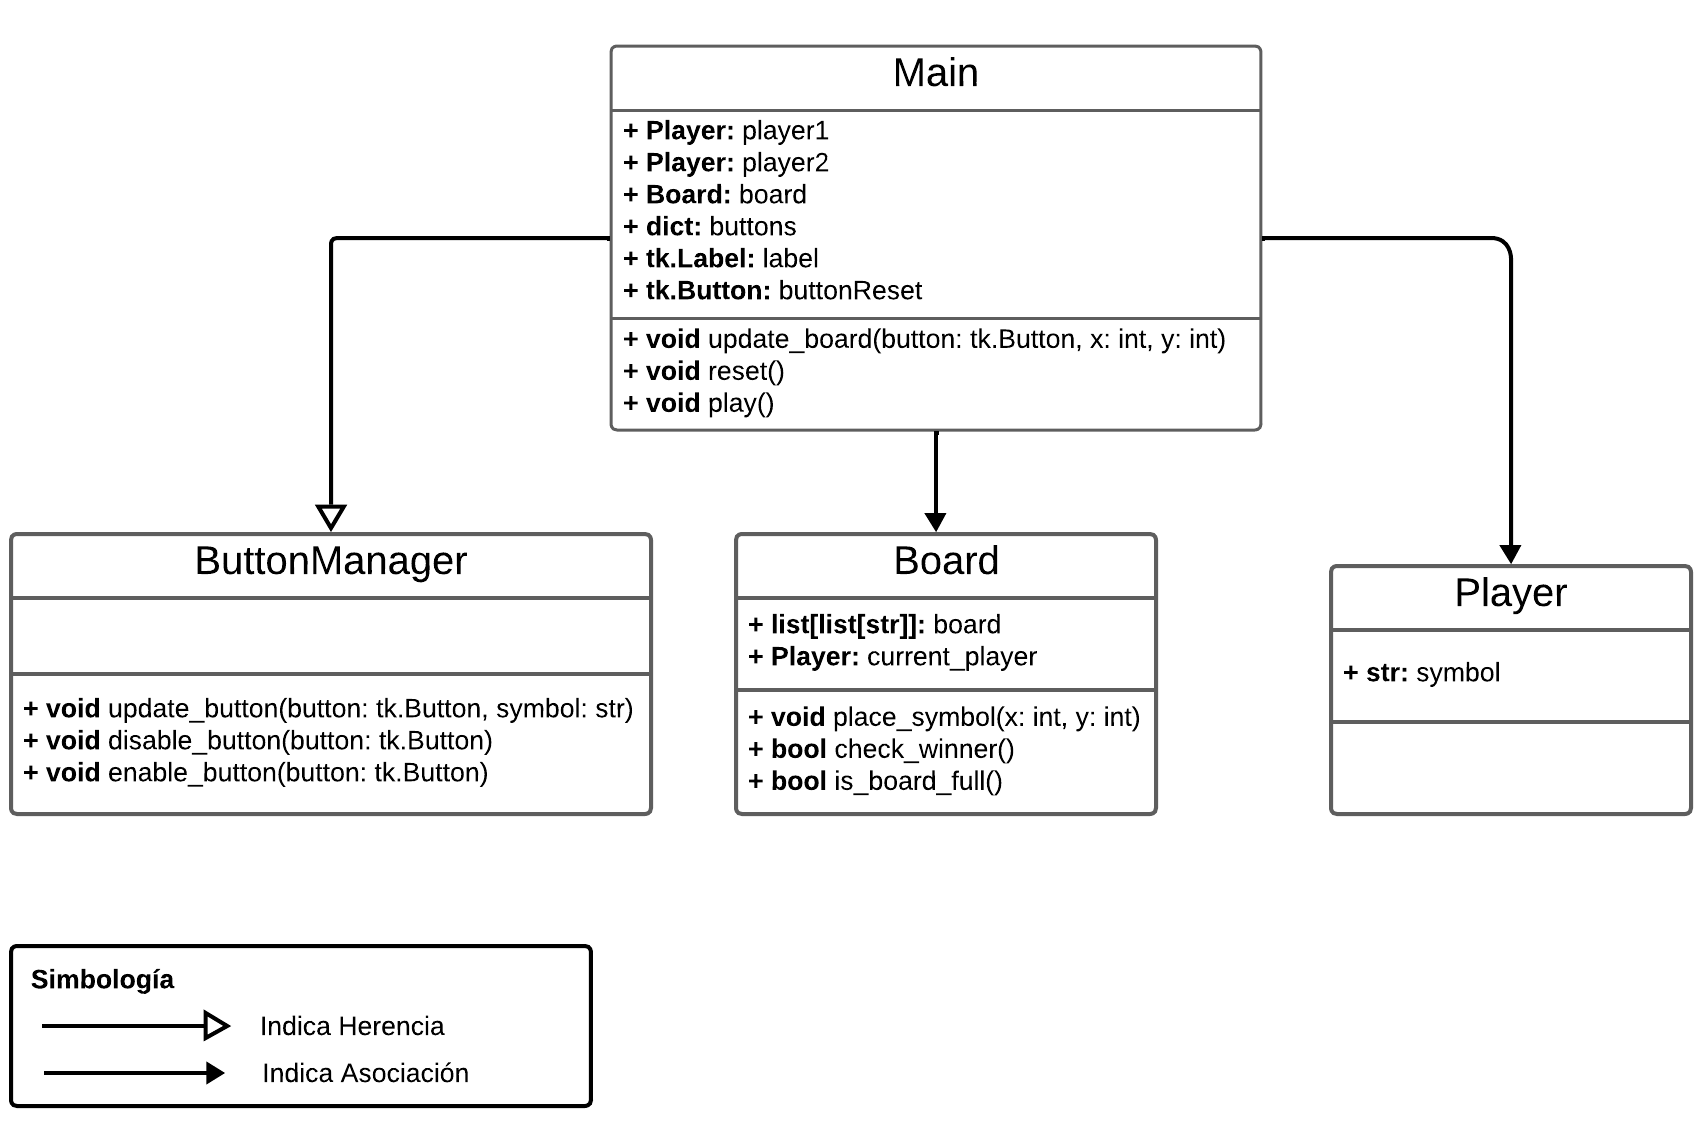 Main
+ Player: player1
+ Player: player2
+ Board: board
+ dict: buttons
+ tk.Label: label
+ tk.Button: buttonReset
+ void update_board(button: tk.Button, x: int, y: int)
+ void reset()
+ void play()
ButtonManager
+ void update_button(button: tk.Button, symbol: str)
+ void disable_button(button: tk.Button)
+ void enable_button(button: tk.Button)
Board
+ list[list[str]]: board
+ Player: current_player
+ void place_symbol(x: int, y: int)
+ bool check_winner()
+ bool is_board_full()
Player
+ str: symbol
Simbología
Indica Herencia
Indica Asociación